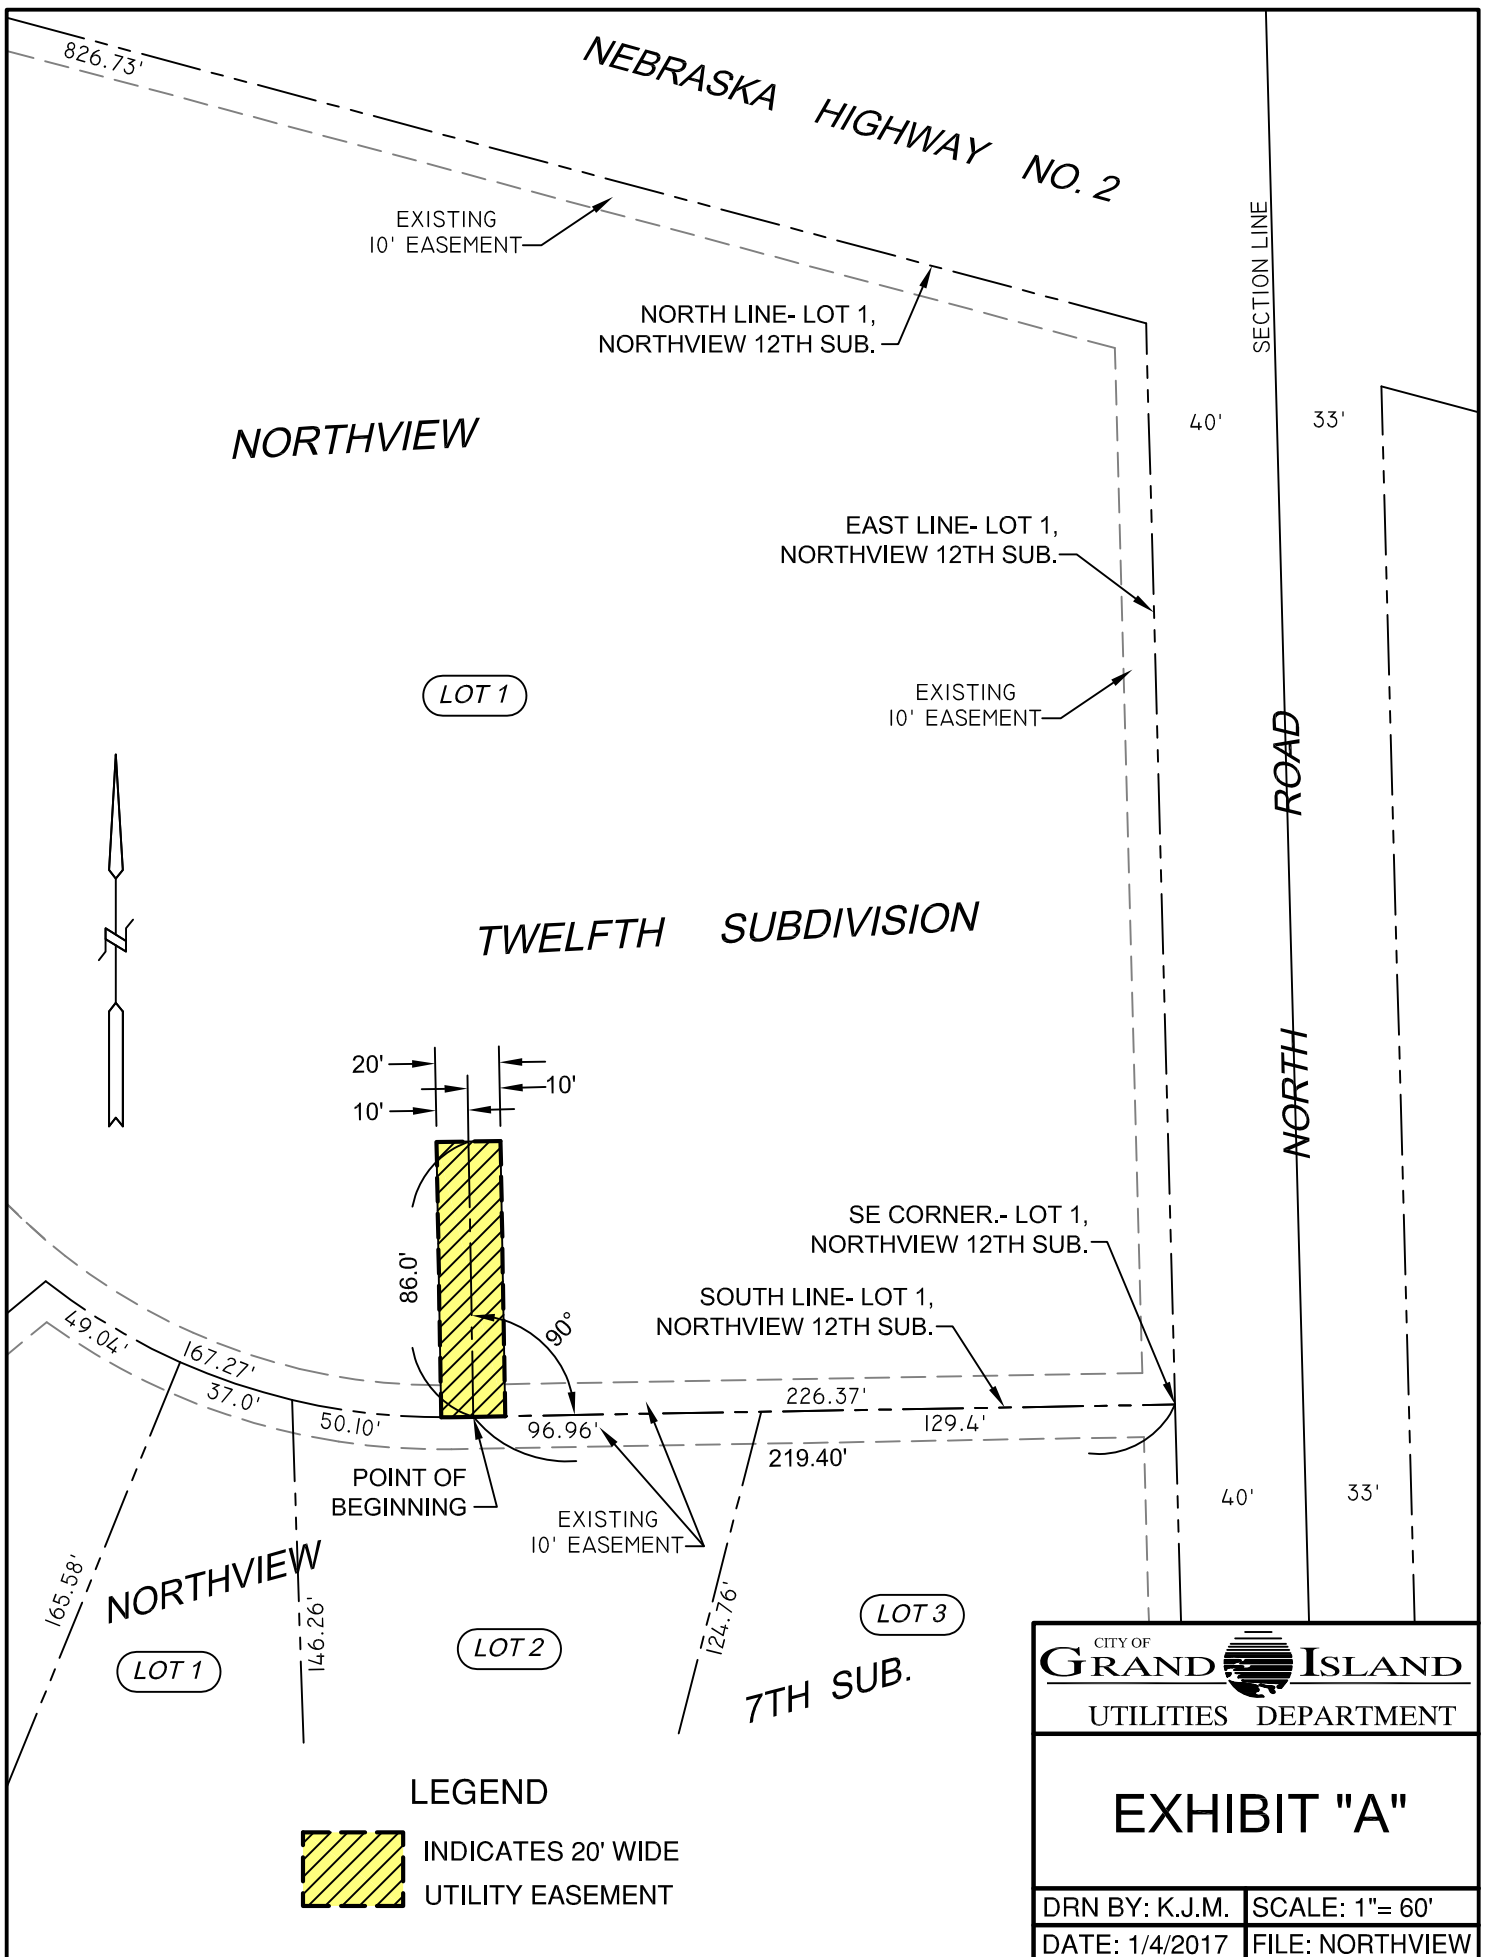 826.73'
NEBRASKA HIGHWAY NO. 2
EXISTING
10' EASEMENT
SECTION LINE
NORTH LINE- LOT 1,
NORTHVIEW 12TH SUB.
40'
33'
NORTHVIEW
EAST LINE- LOT 1,
NORTHVIEW 12TH SUB.
LOT 1
EXISTING
10' EASEMENT
NORTH ROAD
N
TWELFTH SUBDIVISION
20'
10'
10'
86.0'
90°
SE CORNER.- LOT 1,
NORTHVIEW 12TH SUB.
SOUTH LINE- LOT 1,
NORTHVIEW 12TH SUB.
49.04'
167.27'
37.0'
50.10'
96.96'
226.37'
129.4'
219.40'
POINT OF
BEGINNING
EXISTING
10' EASEMENT
40'
33'
165.58'
NORTHVIEW
146.26'
124.76'
LOT 1
LOT 2
LOT 3
7TH SUB.
LEGEND
INDICATES 20' WIDE
UTILITY EASEMENT
CITY OF
GRAND ISLAND
UTILITIES DEPARTMENT
EXHIBIT "A"
DRN BY: K.J.M.
SCALE: 1"= 60'
DATE: 1/4/2017
FILE: NORTHVIEW